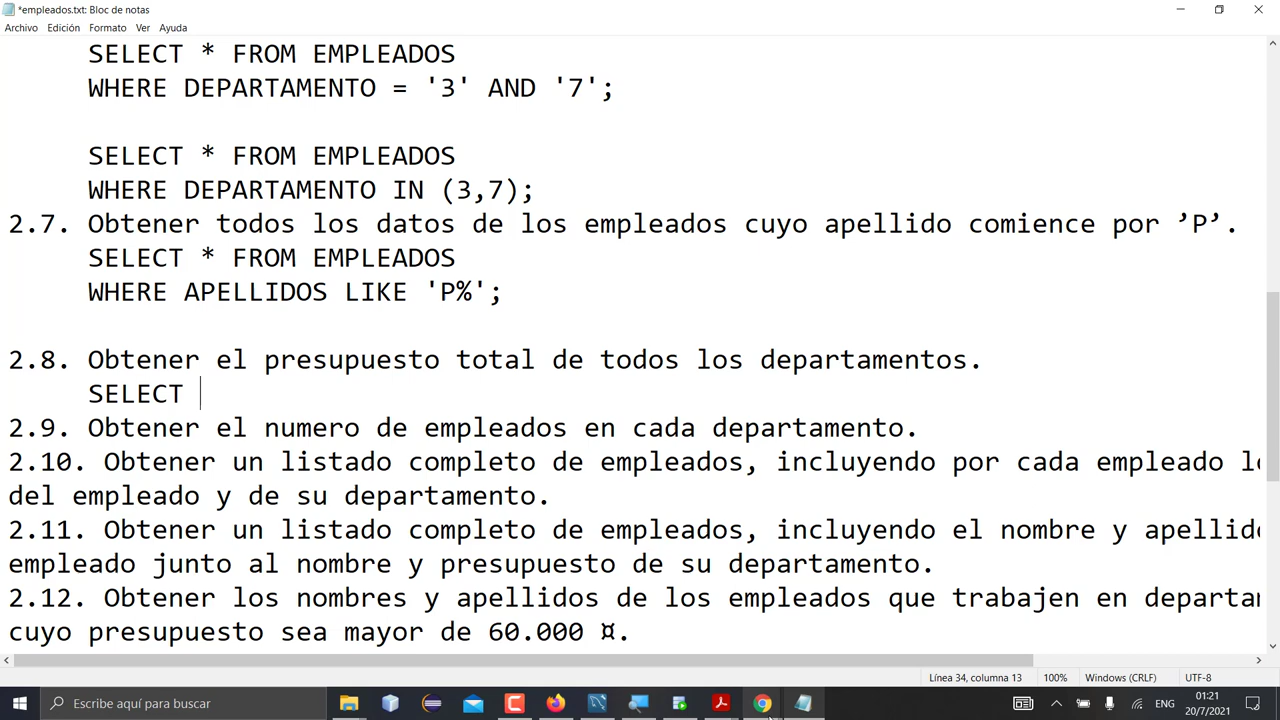 *empleados.txt: Bloc de notas
Archivo Edición Formato Ver Ayuda
SELECT * FROM EMPLEADOS
WHERE DEPARTAMENTO = '3' AND '7';
SELECT * FROM EMPLEADOS
WHERE DEPARTAMENTO IN (3,7);
2.7. Obtener todos los datos de los empleados cuyo apellido comience por ’P’.
SELECT * FROM EMPLEADOS
WHERE APELLIDOS LIKE 'P%';
2.8. Obtener el presupuesto total de todos los departamentos.
SELECT
2.9. Obtener el numero de empleados en cada departamento.
2.10. Obtener un listado completo de empleados, incluyendo por cada empleado lo
del empleado y de su departamento.
2.11. Obtener un listado completo de empleados, incluyendo el nombre y apellido
empleado junto al nombre y presupuesto de su departamento.
2.12. Obtener los nombres y apellidos de los empleados que trabajen en departam
cuyo presupuesto sea mayor de 60.000 ¤.
Línea 34, columna 13 100% Windows (CRLF) UTF-8
Escribe aquí para buscar
ENG
01:21
20/7/2021